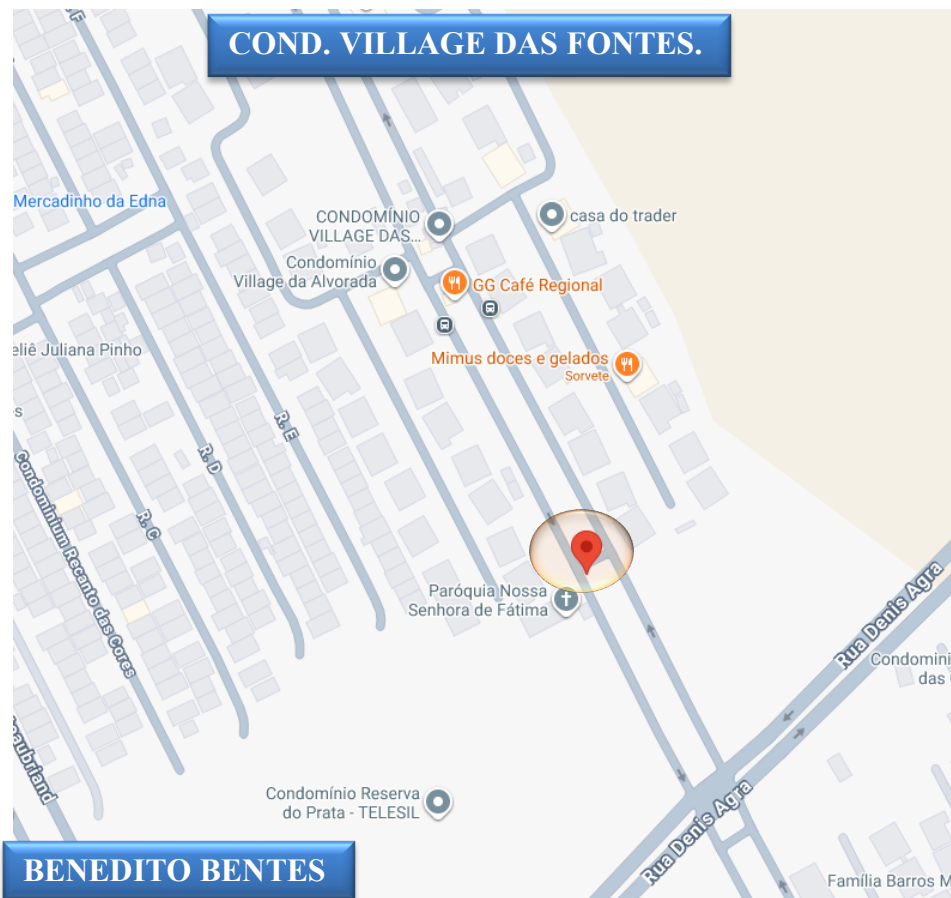 COND. VILLAGE DAS FONTES.
Mercadinho da Edna
CONDOMÍNIO
VILLAGE DAS...
casa do trader
Condomínio
Village da Alvorada
GG Café Regional
eliê Juliana Pinho
Mimus doces e gelados
Sorvete
R. E
R. D
R. C
Condominium Recanto das Cores
Paróquia Nossa
Senhora de Fátima
Rua Denis Agra
Condomini
das
eaubriand
Condomínio Reserva
do Prata - TELESIL
Rua Denis Agra
BENEDITO BENTES
Família Barros M